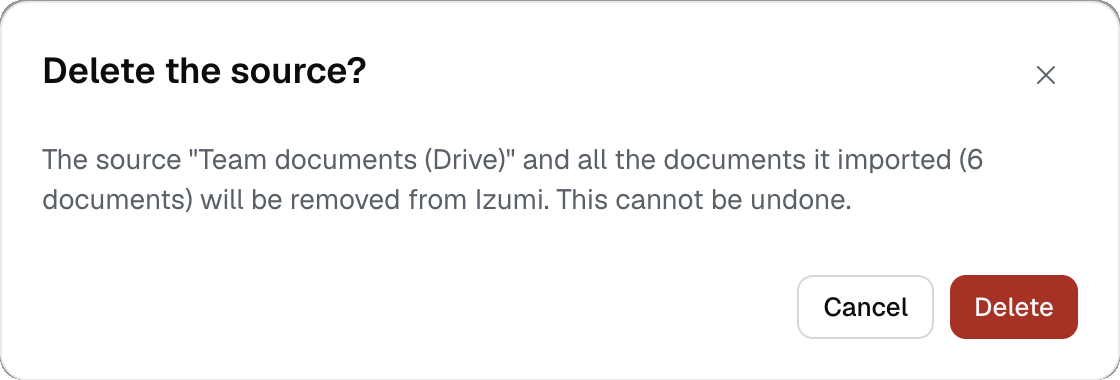 Delete the source?
The source "Team documents (Drive)" and all the documents it imported (6
documents) will be removed from Izumi. This cannot be undone.
Cancel
Delete